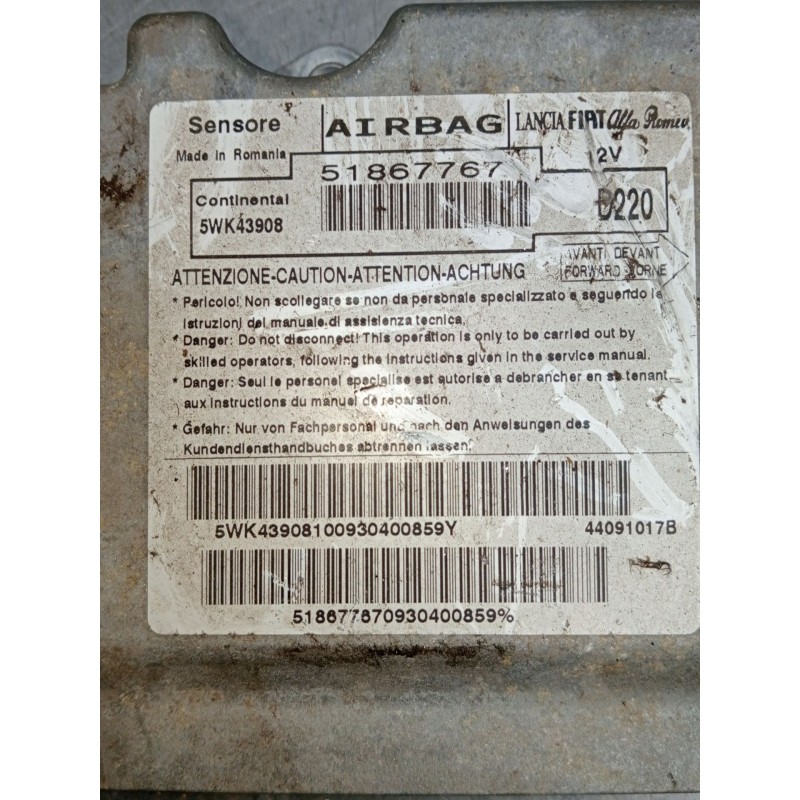 Sensore
AIRBAG
LANCIA FIAT Alfa Romeo
Made in Romania
51867767
2V
Continental
5WK43908
D220
AVANTI DEVANT
FORWARD VORNE
ATTENZIONE-CAUTION-ATTENTION-ACHTUNG
* Pericolo! Non scollegare se non da personale specializzato e seguendo le
istruzioni del manuale di assistenza tecnica.
* Danger: Do not disconnect! This operation is only to be carried out by
skilled operators, following the instructions given in the service manual.
* Danger: Seul le personel specialise est autorise a debrancher en se tenant
aux instructions du manuel de reparation.
* Gefahr: Nur von Fachpersonal und nach den Anweisungen des
Kundendiensthandbuches abtrennen lassen!
5WK43908100930400859Y
44091017B
518677670930400859%